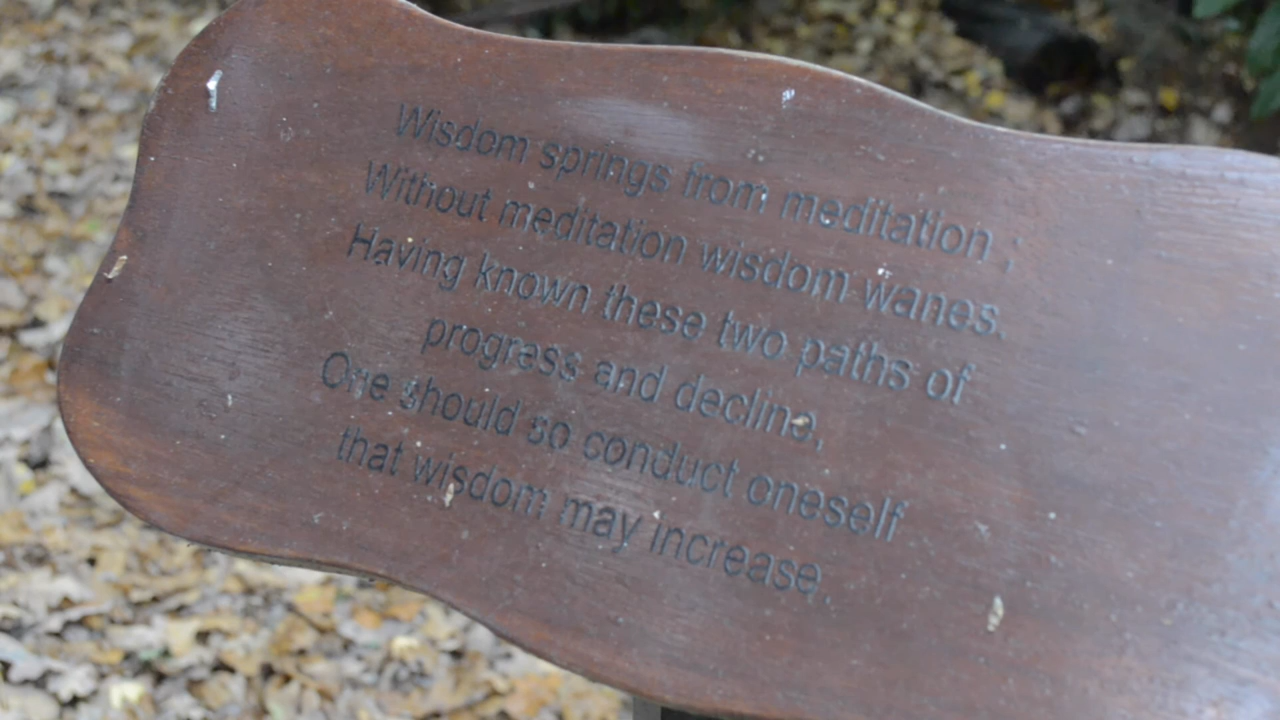 Wisdom springs from meditation ;
Without meditation wisdom wanes.
Having known these two paths of
progress and decline,
One should so conduct oneself
that wisdom may increase.